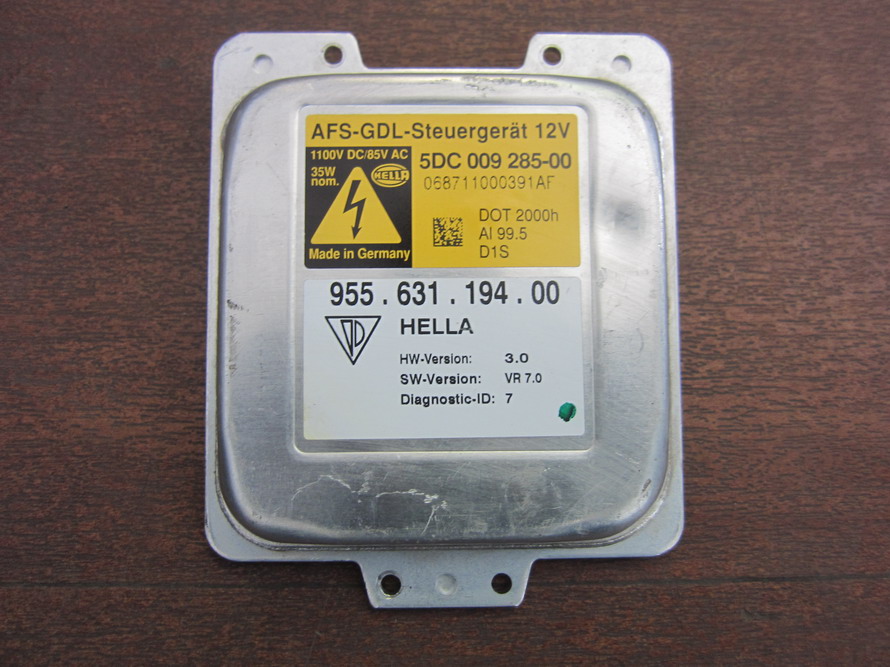 AFS-GDL-Steuergerät 12V
1100V DC/85V AC
35W
nom.
HELLA
Made in Germany
5DC 009 285-00
068711000391AF
DOT 2000h
AI 99.5
D1S
955.631.194.00
HELLA
HW-Version: 3.0
SW-Version: VR 7.0
Diagnostic-ID: 7